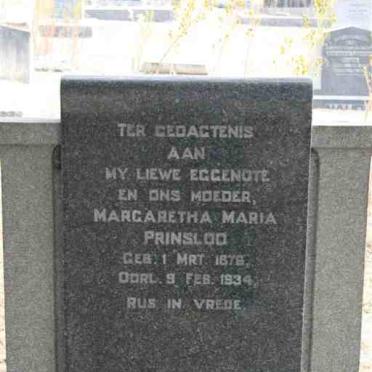 TER GEDAGTENIS
AAN
MY LIEWE EGGENOTE
EN ONS MOEDER,
MARGARETHA MARIA
PRINSLOO
GEB. 1 MRT. 1878,
OORL. 9 FEB. 1934.
RUS IN VREDE.